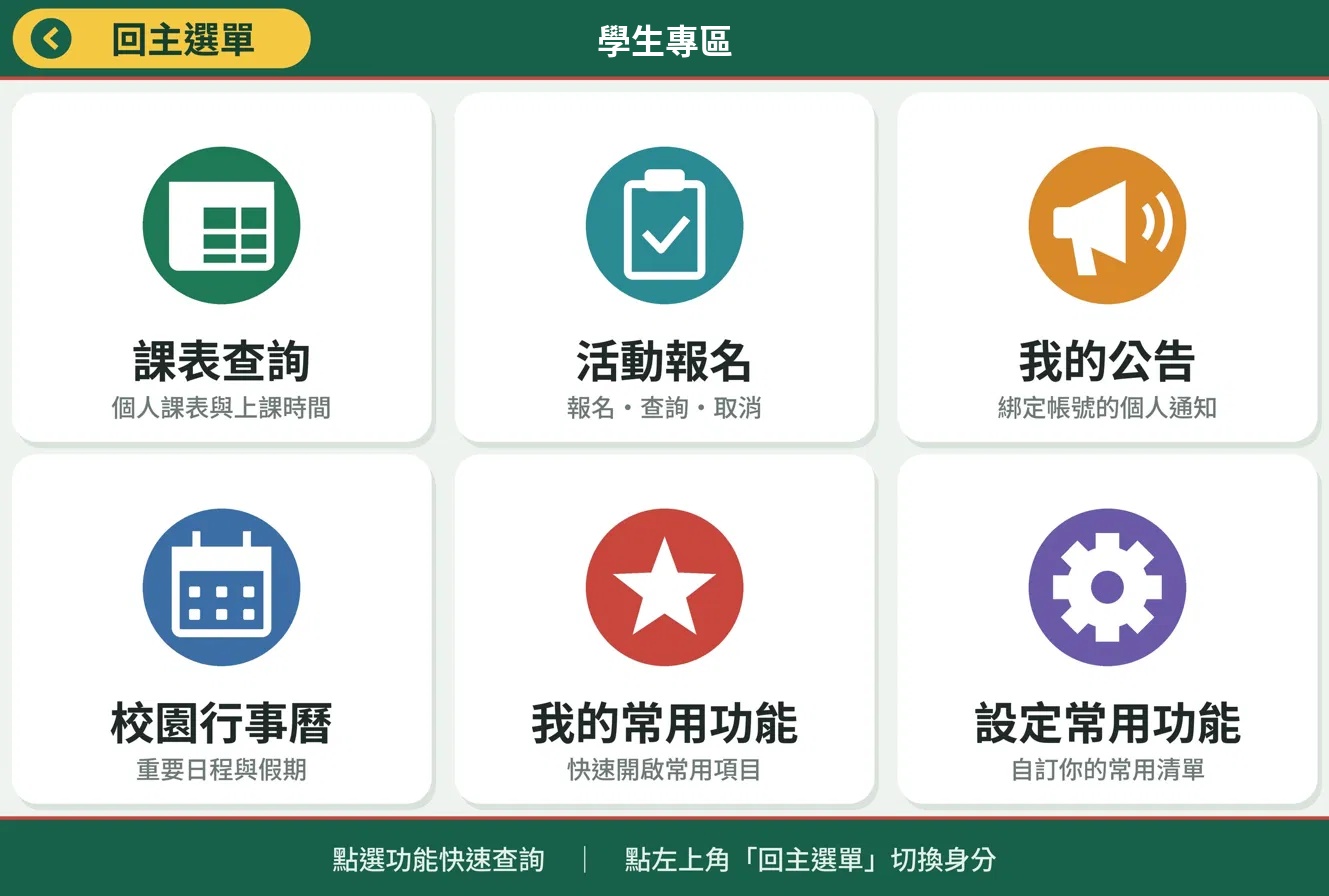 回主選單
學生專區
課表查詢
個人課表與上課時間
活動報名
報名・查詢・取消
我的公告
綁定帳號的個人通知
校園行事曆
重要日程與假期
我的常用功能
快速開啟常用項目
設定常用功能
自訂你的常用清單
點選功能快速查詢 ｜ 點左上角「回主選單」切換身分